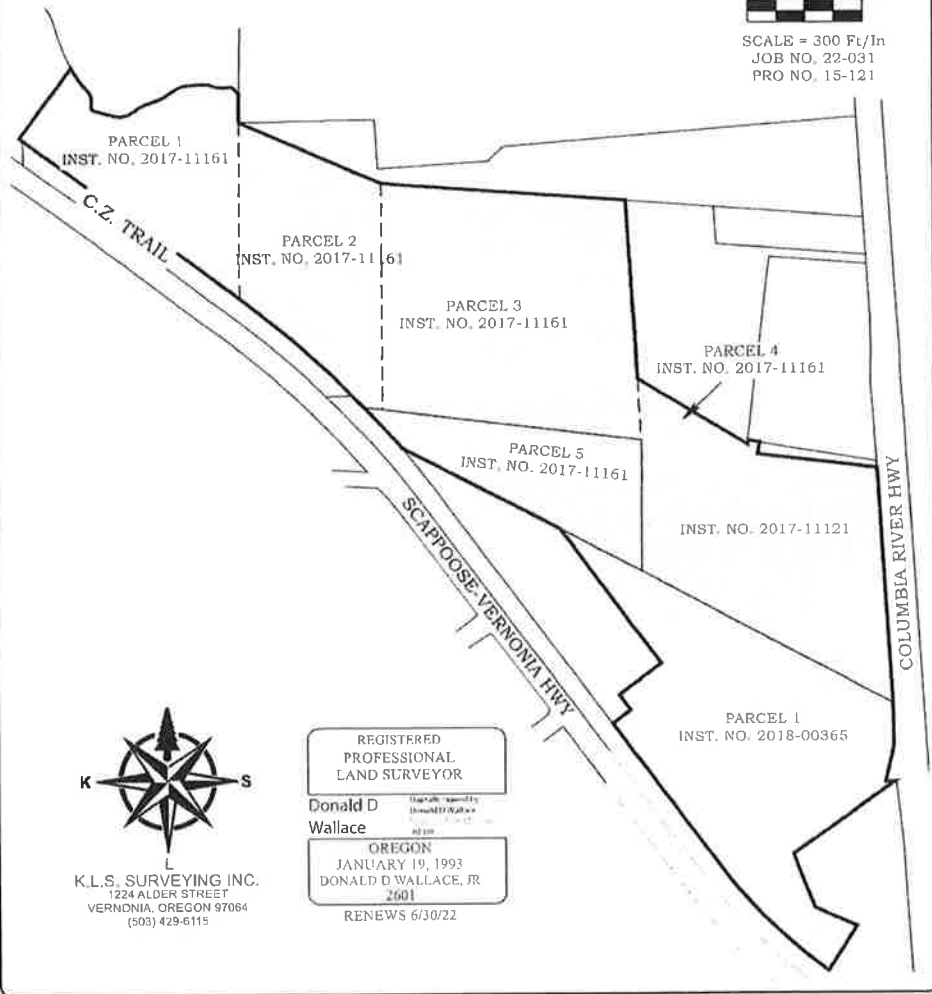 SCALE = 300 Ft/In
JOB NO. 22-031
PRO NO. 15-121
PARCEL 1
INST. NO. 2017-11161
C.Z. TRAIL
PARCEL 2
INST. NO. 2017-11161
PARCEL 3
INST. NO. 2017-11161
PARCEL 4
INST. NO. 2017-11161
PARCEL 5
INST. NO. 2017-11161
INST. NO. 2017-11121
COLUMBIA RIVER HWY
SCAPPOOSE-VERNONIA HWY
PARCEL 1
INST. NO. 2018-00365
K S
L
K.L.S. SURVEYING INC.
1224 ALDER STREET
VERNONIA, OREGON 97064
(503) 429-6115
REGISTERED
PROFESSIONAL
LAND SURVEYOR
Donald D
Wallace
OREGON
JANUARY 19, 1993
DONALD D WALLACE, JR
2601
RENEWS 6/30/22